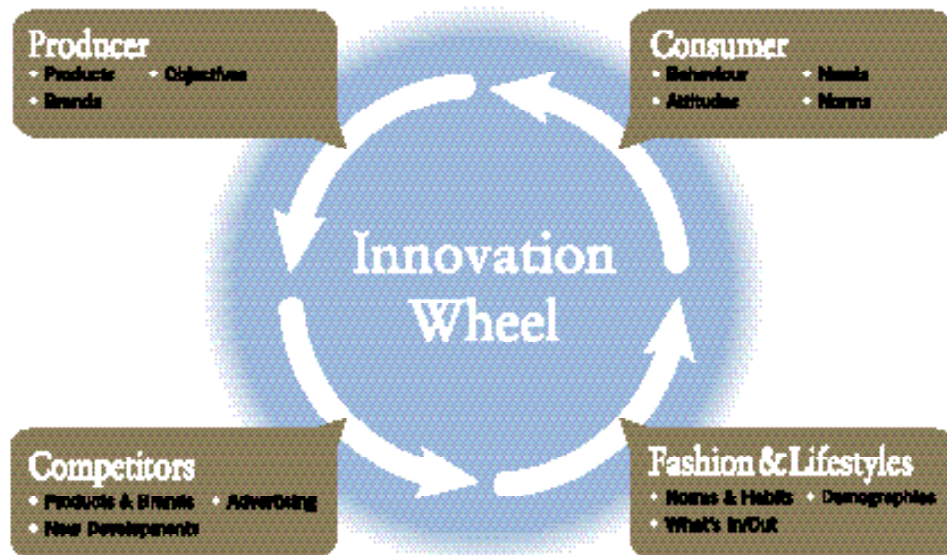 Producer
• Products • Objectives
• Brands
Consumer
• Behaviour • Needs
• Attitudes • Norms
Innovation
Wheel
Competitors
• Products & Brands • Advertising
• New Developments
Fashion & Lifestyles
• Norms & Habits • Demographics
• What's In/Out